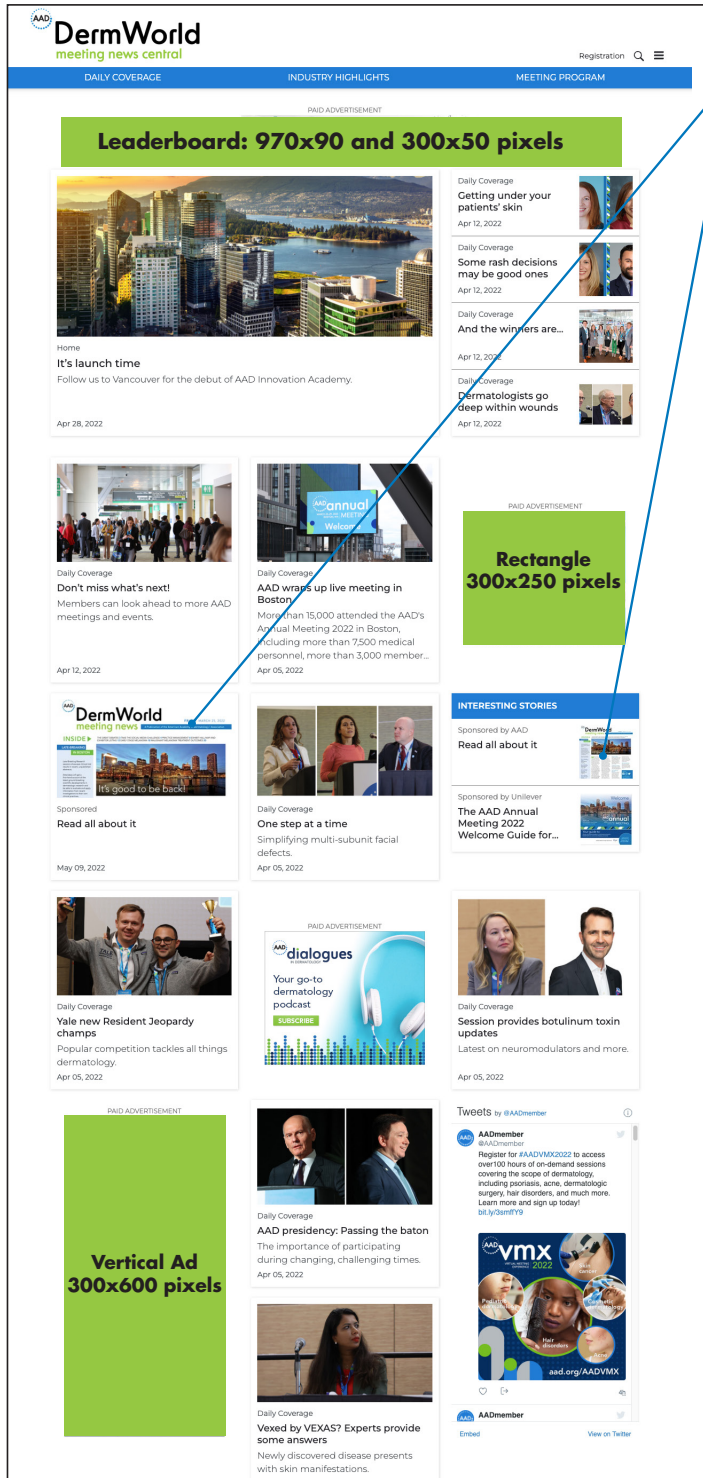 AAD
DermWorld
meeting news central
Registration
DAILY COVERAGE
INDUSTRY HIGHLIGHTS
MEETING PROGRAM
PAID ADVERTISEMENT
Leaderboard: 970x90 and 300x50 pixels
Home
It's launch time
Follow us to Vancouver for the debut of AAD Innovation Academy.
Apr 28, 2022
Daily Coverage
Getting under your
patients' skin
Apr 12, 2022
Daily Coverage
Some rash decisions
may be good ones
Apr 12, 2022
Daily Coverage
And the winners are...
Apr 12, 2022
Daily Coverage
Dermatologists go
deep within wounds
Apr 12, 2022
Daily Coverage
Don't miss what's next!
Members can look ahead to more AAD
meetings and events.
Apr 12, 2022
AAD annual
MEETING
Welcome
Daily Coverage
AAD wraps up live meeting in
Boston
More than 15,000 attended the AAD's
Annual Meeting 2022 in Boston,
including more than 7,500 medical
personnel, more than 3,000 member...
Apr 05, 2022
PAID ADVERTISEMENT
Rectangle
300x250 pixels
AAD
DermWorld
meeting news
INSIDE
It's good to be back!
Sponsored
Read all about it
May 09, 2022
Daily Coverage
One step at a time
Simplifying multi-subunit facial
defects.
Apr 05, 2022
INTERESTING STORIES
Sponsored by AAD
Read all about it
DermWorld
Sponsored by Unilever
The AAD Annual
Meeting 2022
Welcome Guide for...
Welcome
annual
Daily Coverage
Yale new Resident Jeopardy
champs
Popular competition tackles all things
dermatology.
Apr 05, 2022
PAID ADVERTISEMENT
AAD
dialogues
IN DERMATOLOGY
Your go-to
dermatology
podcast
SUBSCRIBE
Daily Coverage
Session provides botulinum toxin
updates
Latest on neuromodulators and more.
Apr 05, 2022
PAID ADVERTISEMENT
Vertical Ad
300x600 pixels
Daily Coverage
AAD presidency: Passing the baton
The importance of participating
during changing, challenging times.
Apr 05, 2022
Daily Coverage
Vexed by VEXAS? Experts provide
some answers
Newly discovered disease presents
with skin manifestations.
Tweets by @AADmember
AAD
AADmember
@AADmember
Register for #AADVMX2022 to access
over100 hours of on-demand sessions
covering the scope of dermatology,
including psoriasis, acne, dermatologic
surgery, hair disorders, and much more.
Learn more and sign up today!
bit.ly/3smffY9
AAD
vmx
VIRTUAL MEETING
EXPERIENCE 2022
Skin
cancer
Hair
disorders
Acne
aad.org/AADVMX
AAD
AADmember
Embed
View on Twitter